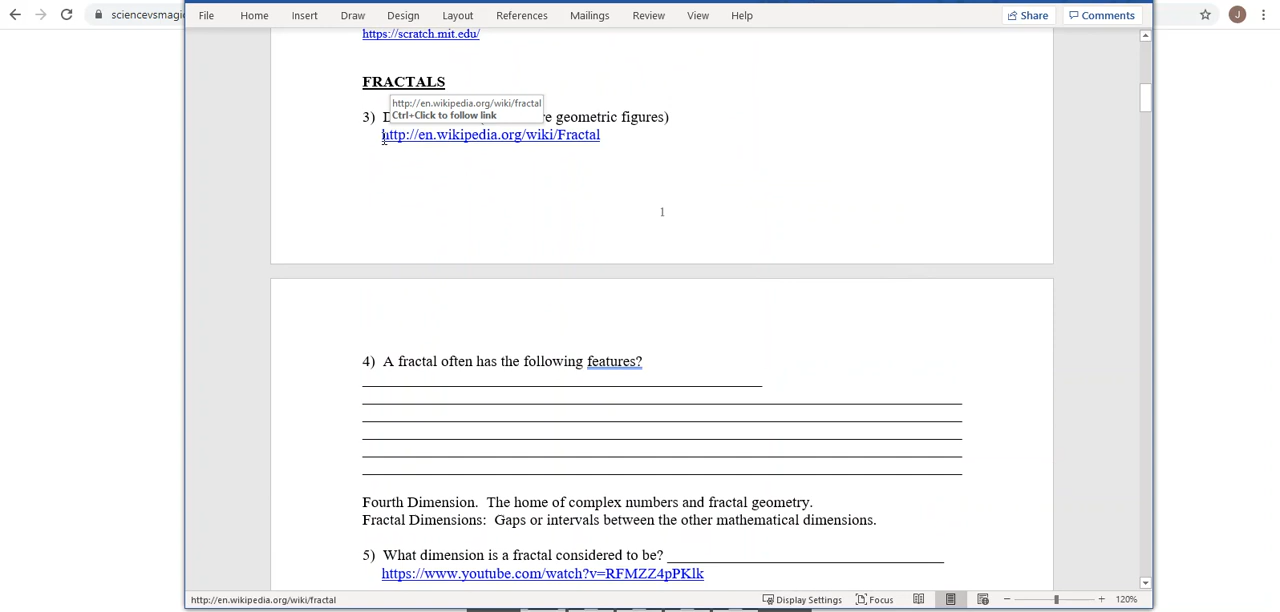 sciencevsmagic
File Home Insert Draw Design Layout References Mailings Review View Help Share Comments
J
https://scratch.mit.edu/
FRACTALS
http://en.wikipedia.org/wiki/fractal
Ctrl+Click to follow link
3) geometric figures)
http://en.wikipedia.org/wiki/Fractal
1
4) A fractal often has the following features?
Fourth Dimension. The home of complex numbers and fractal geometry.
Fractal Dimensions: Gaps or intervals between the other mathematical dimensions.
5) What dimension is a fractal considered to be?
https://www.youtube.com/watch?v=RFMZZ4pPKlk
http://en.wikipedia.org/wiki/fractal Display Settings Focus 120%